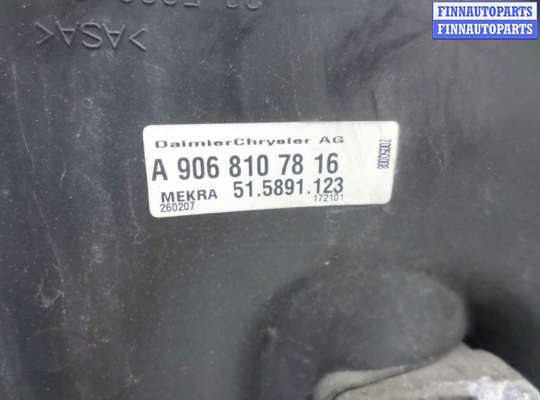 FINNAUTOPARTS
FINNAUTOPARTS
>ASA<
DaimlerChrysler AG
A 906 810 78 16
MEKRA 51.5891.123
260207 172101